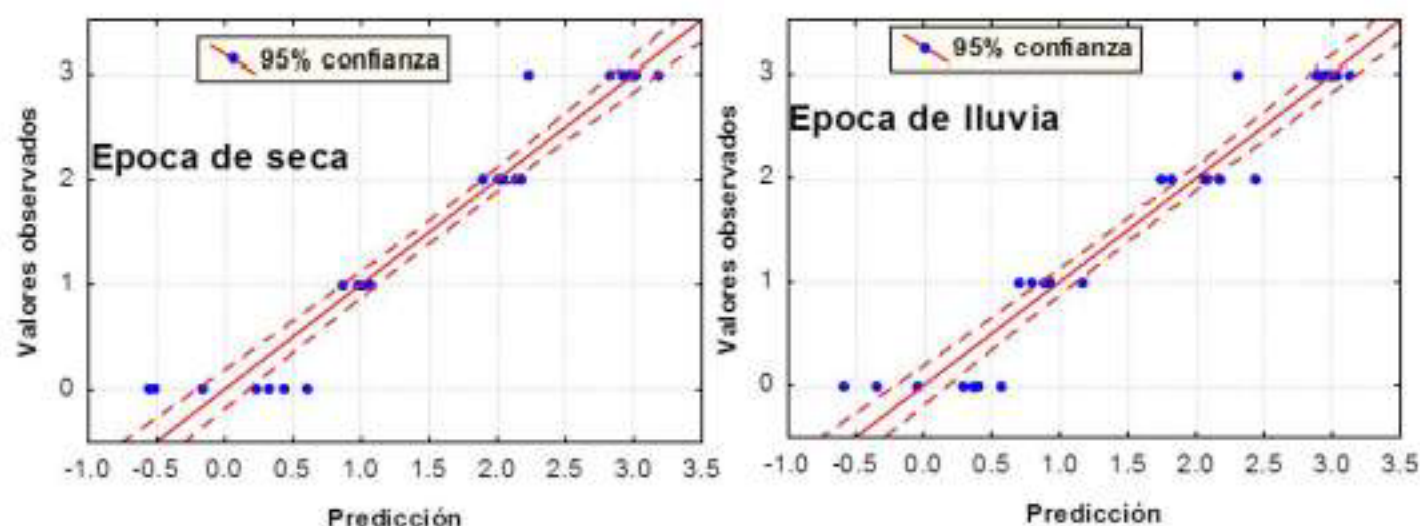 95% confianza
Epoca de seca
Valores observados
3
2
1
0
-1.0 -0.5 0.0 0.5 1.0 1.5 2.0 2.5 3.0 3.5
Predicción
95% confianza
Epoca de lluvia
Valores observados
3
2
1
0
-1.0 -0.5 0.0 0.5 1.0 1.5 2.0 2.5 3.0 3.5
Predicción